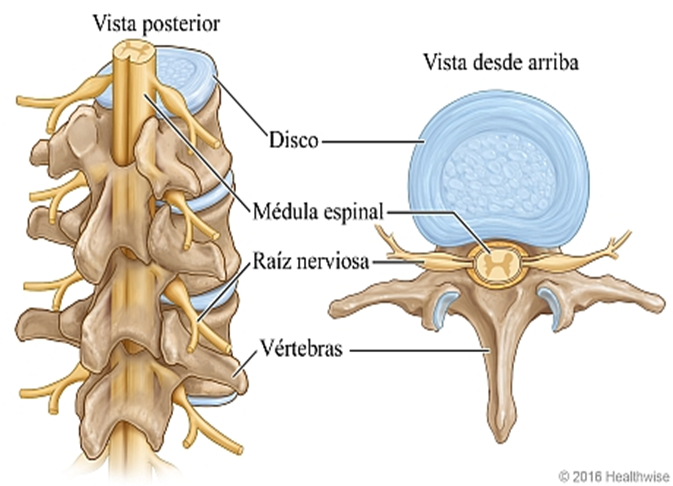 Vista posterior
Vista desde arriba
Disco
Médula espinal
Raíz nerviosa
Vértebras
© 2016 Healthwise